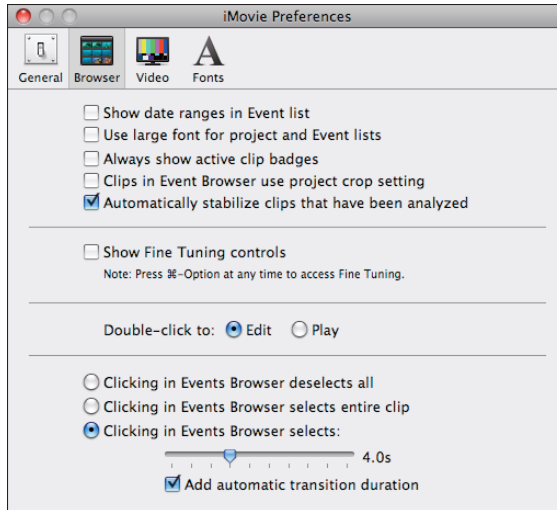 iMovie Preferences
General Browser Video Fonts
Show date ranges in Event list
Use large font for project and Event lists
Always show active clip badges
Clips in Event Browser use project crop setting
Automatically stabilize clips that have been analyzed
Show Fine Tuning controls
Note: Press ⌘-Option at any time to access Fine Tuning.
Double-click to: Edit Play
Clicking in Events Browser deselects all
Clicking in Events Browser selects entire clip
Clicking in Events Browser selects:
4.0s
Add automatic transition duration